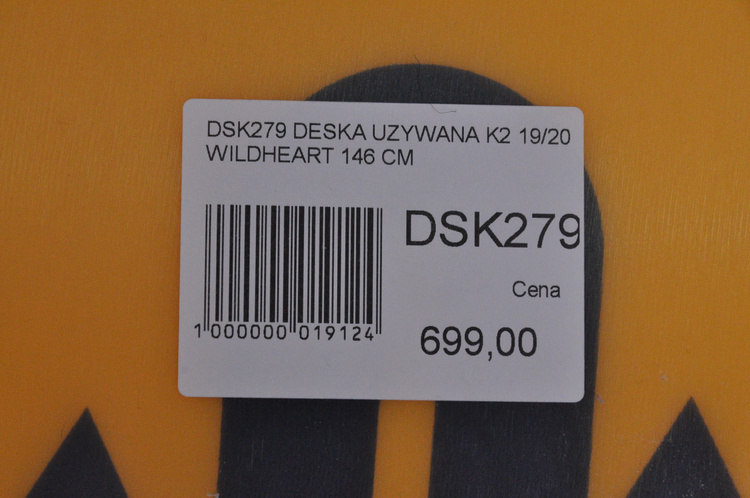 DSK279 DESKA UZYWANA K2 19/20
WILDHEART 146 CM
DSK279
Cena
699,00
1 000000 019124